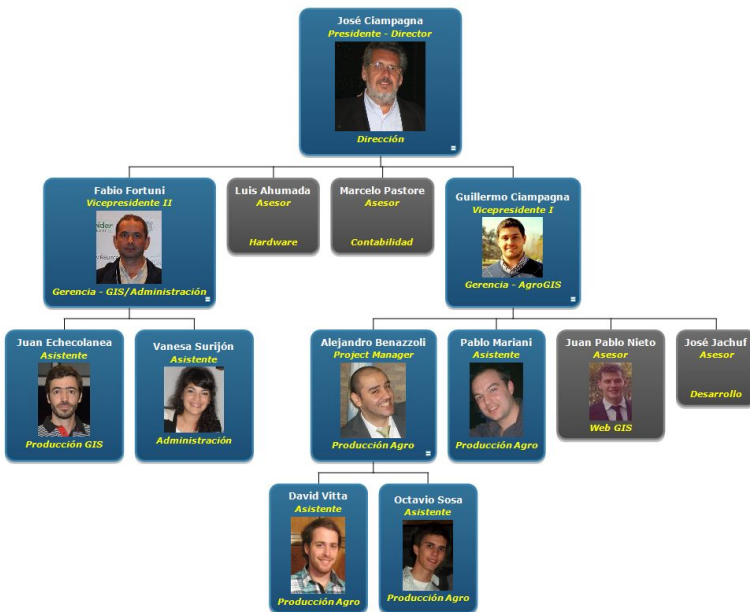 José Ciampagna
Presidente - Director
Dirección
Fabio Fortuni
Vicepresidente II
Gerencia - GIS/Administración
Luis Ahumada
Asesor
Hardware
Marcelo Pastore
Asesor
Contabilidad
Guillermo Ciampagna
Vicepresidente I
Gerencia - AgroGIS
Juan Echecolanea
Asistente
Producción GIS
Vanesa Surijón
Asistente
Administración
Alejandro Benazzoli
Project Manager
Producción Agro
Pablo Mariani
Asistente
Producción Agro
Juan Pablo Nieto
Asesor
Web GIS
José Jachuf
Asesor
Desarrollo
David Vitta
Asistente
Producción Agro
Octavio Sosa
Asistente
Producción Agro